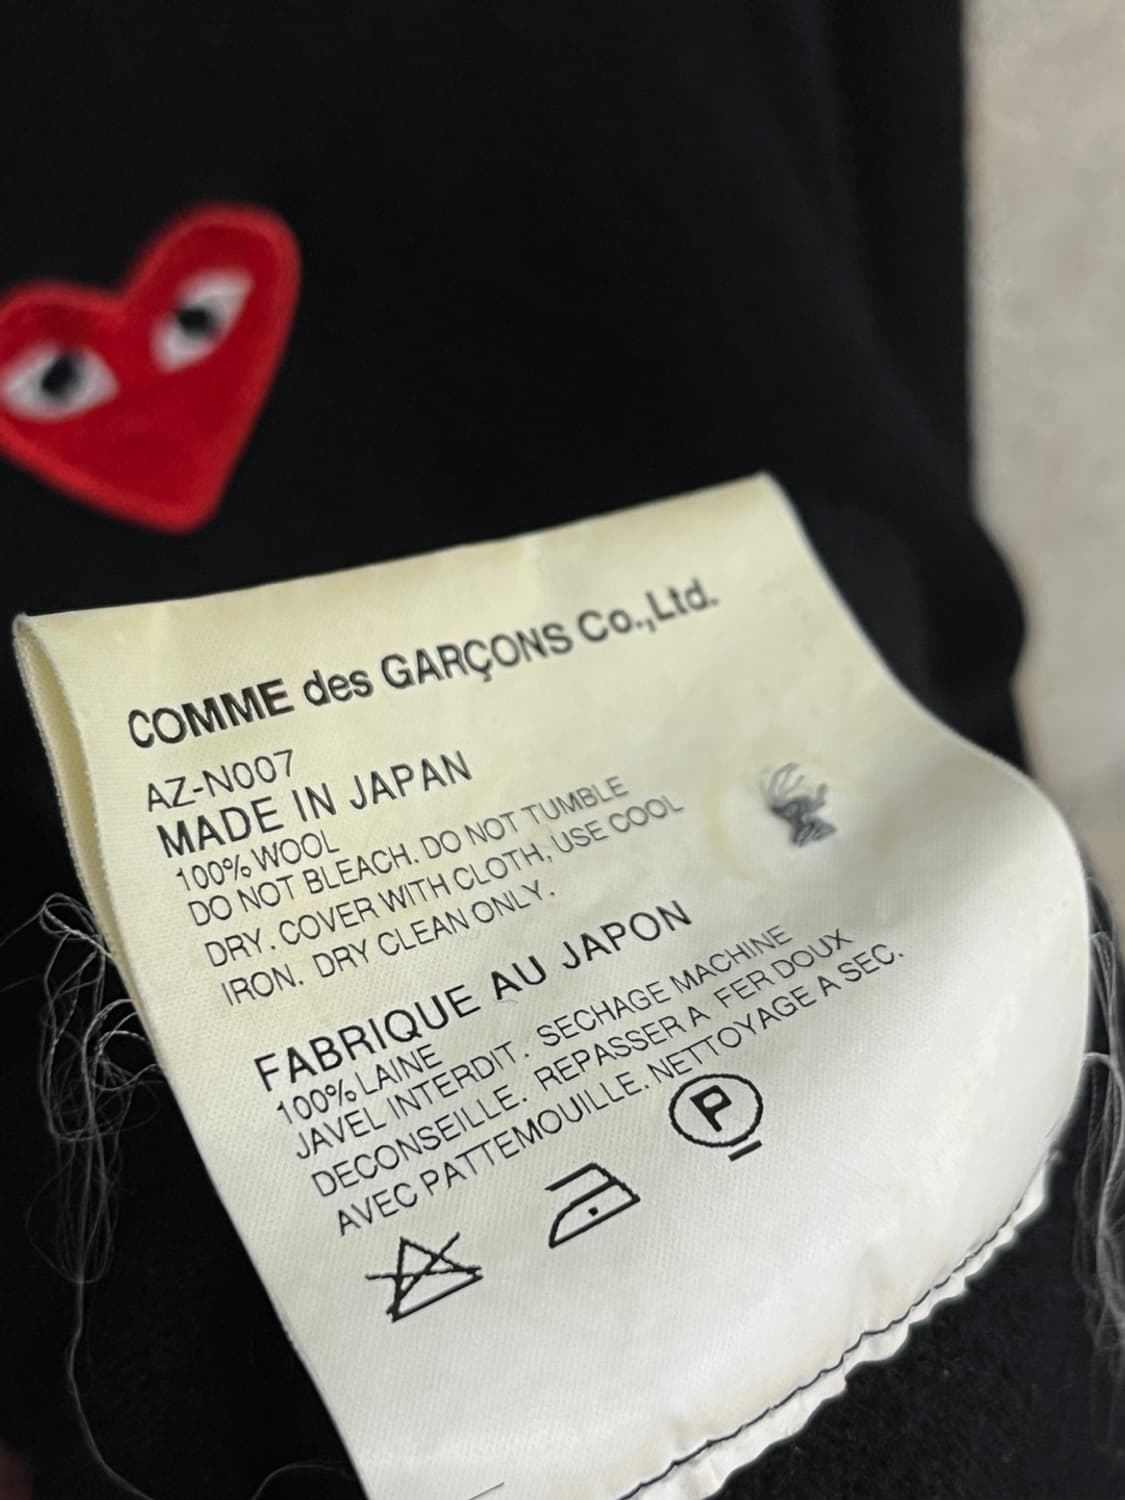 COMME des GARÇONS Co.,Ltd.
AZ-N007
MADE IN JAPAN
100% WOOL
DO NOT BLEACH. DO NOT TUMBLE
DRY. COVER WITH CLOTH, USE COOL
IRON. DRY CLEAN ONLY.
FABRIQUE AU JAPON
100% LAINE
JAVEL INTERDIT. SECHAGE MACHINE
DECONSEILLE. REPASSER A FER DOUX
AVEC PATTEMOUILLE. NETTOYAGE A SEC.
P